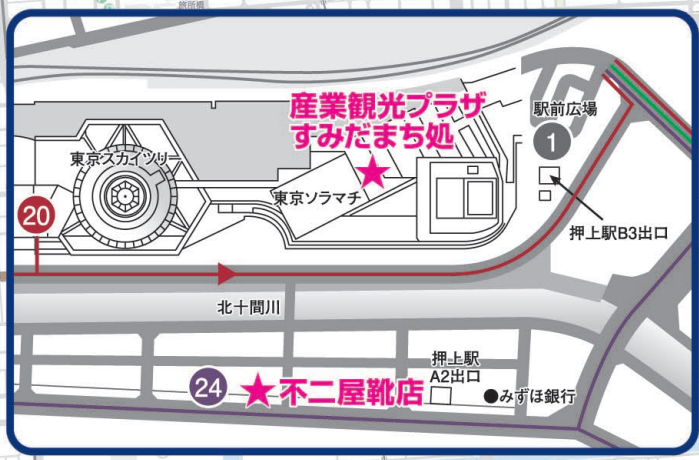 旅所橋
産業観光プラザ
すみだまち処
駅前広場
1
東京スカイツリー
東京ソラマチ
押上駅B3出口
20
北十間川
押上駅
A2出口
24
不二屋靴店
みずほ銀行